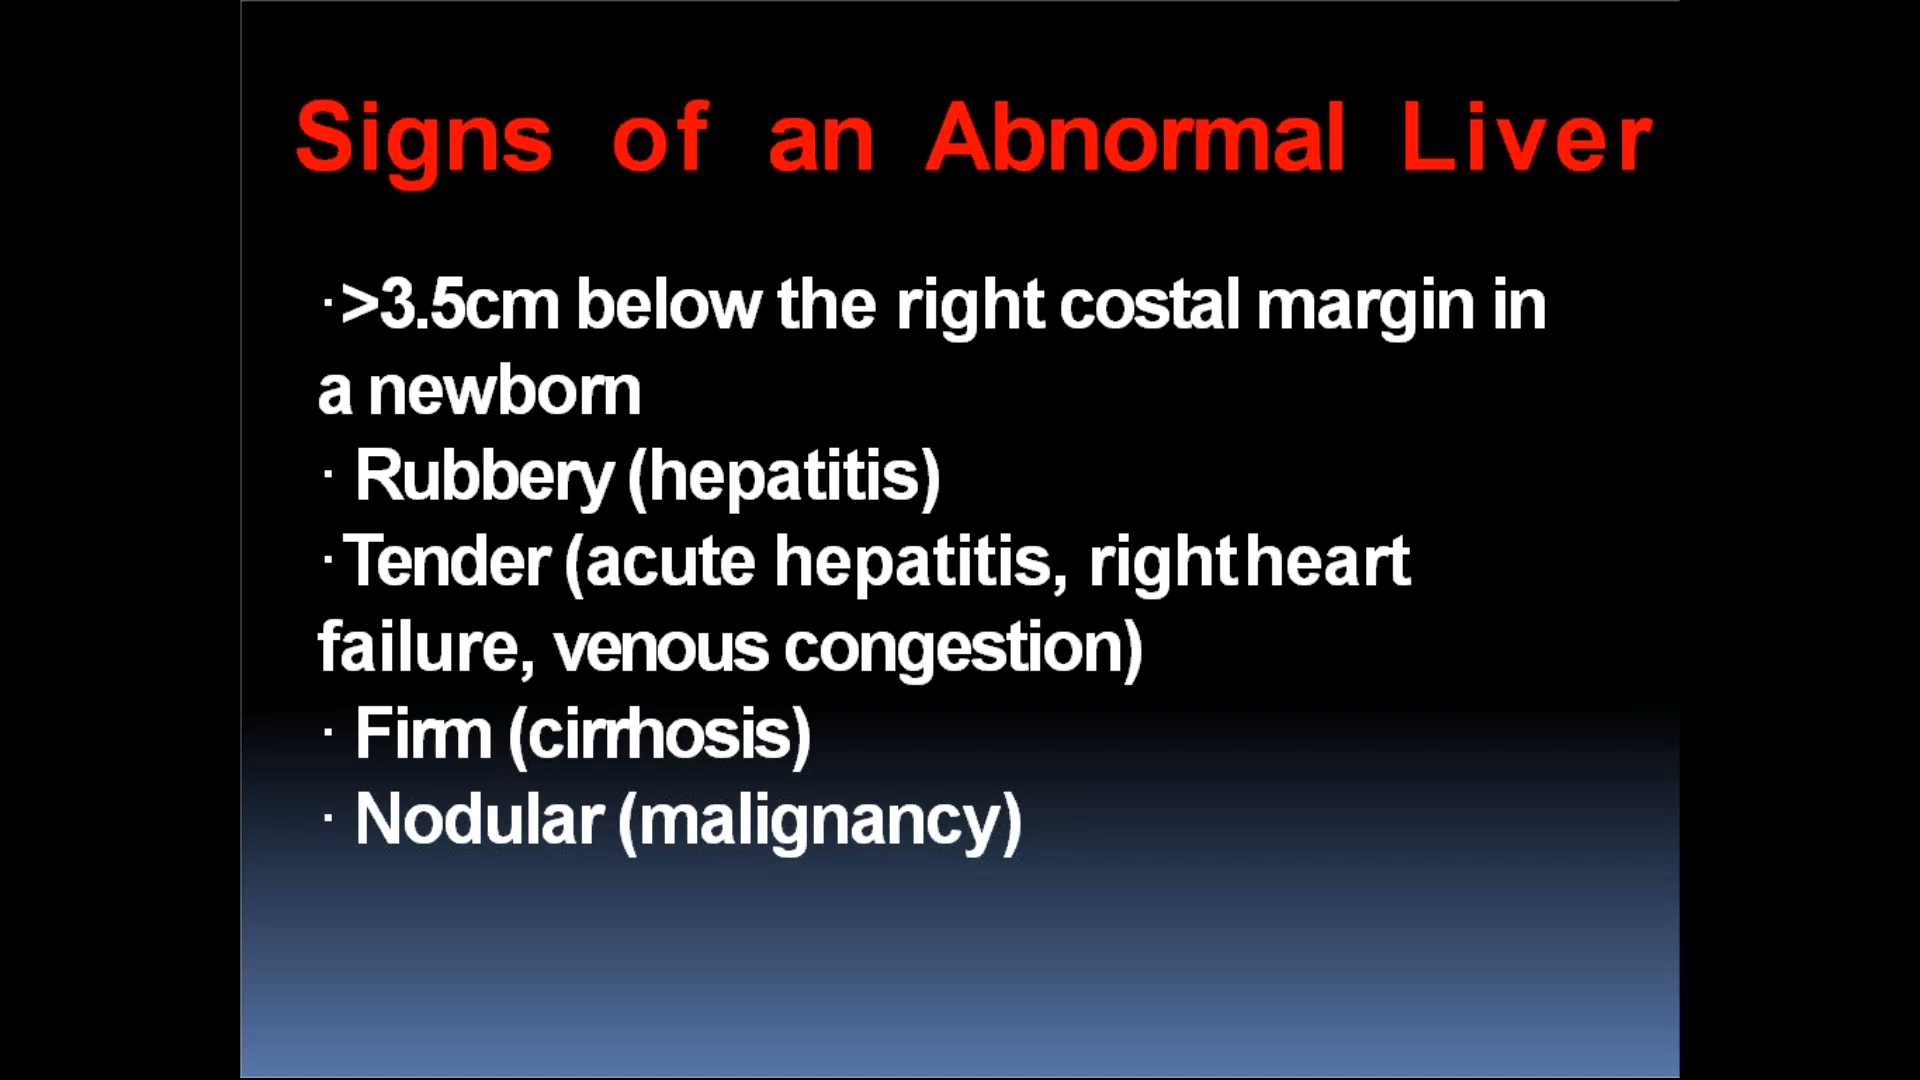 Signs of an Abnormal Liver
·>3.5cm below the right costal margin in
a newborn
· Rubbery (hepatitis)
·Tender (acute hepatitis, right heart
failure, venous congestion)
· Firm (cirrhosis)
· Nodular (malignancy)